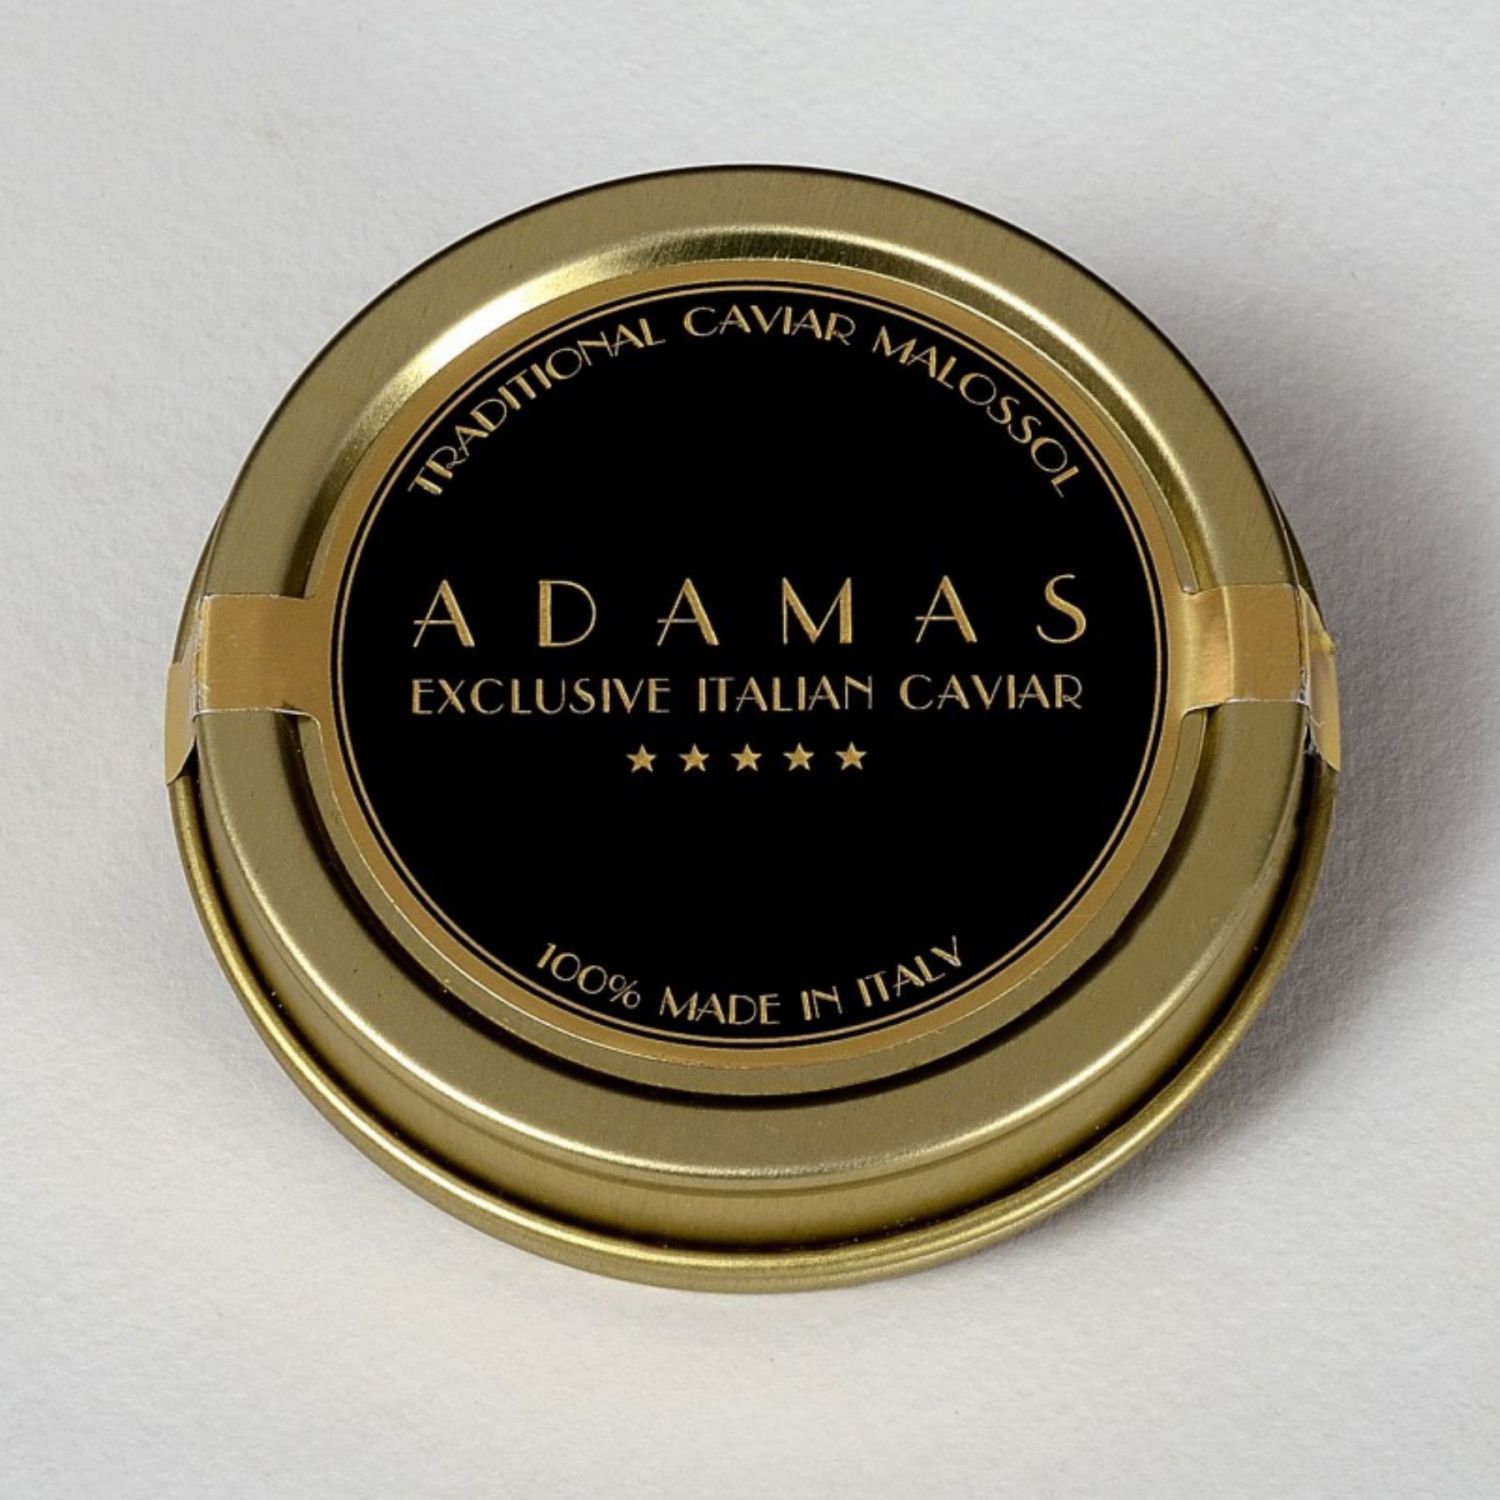 TRADITIONAL CAVIAR MALOSSOL
ADAMAS
EXCLUSIVE ITALIAN CAVIAR
100% MADE IN ITALY